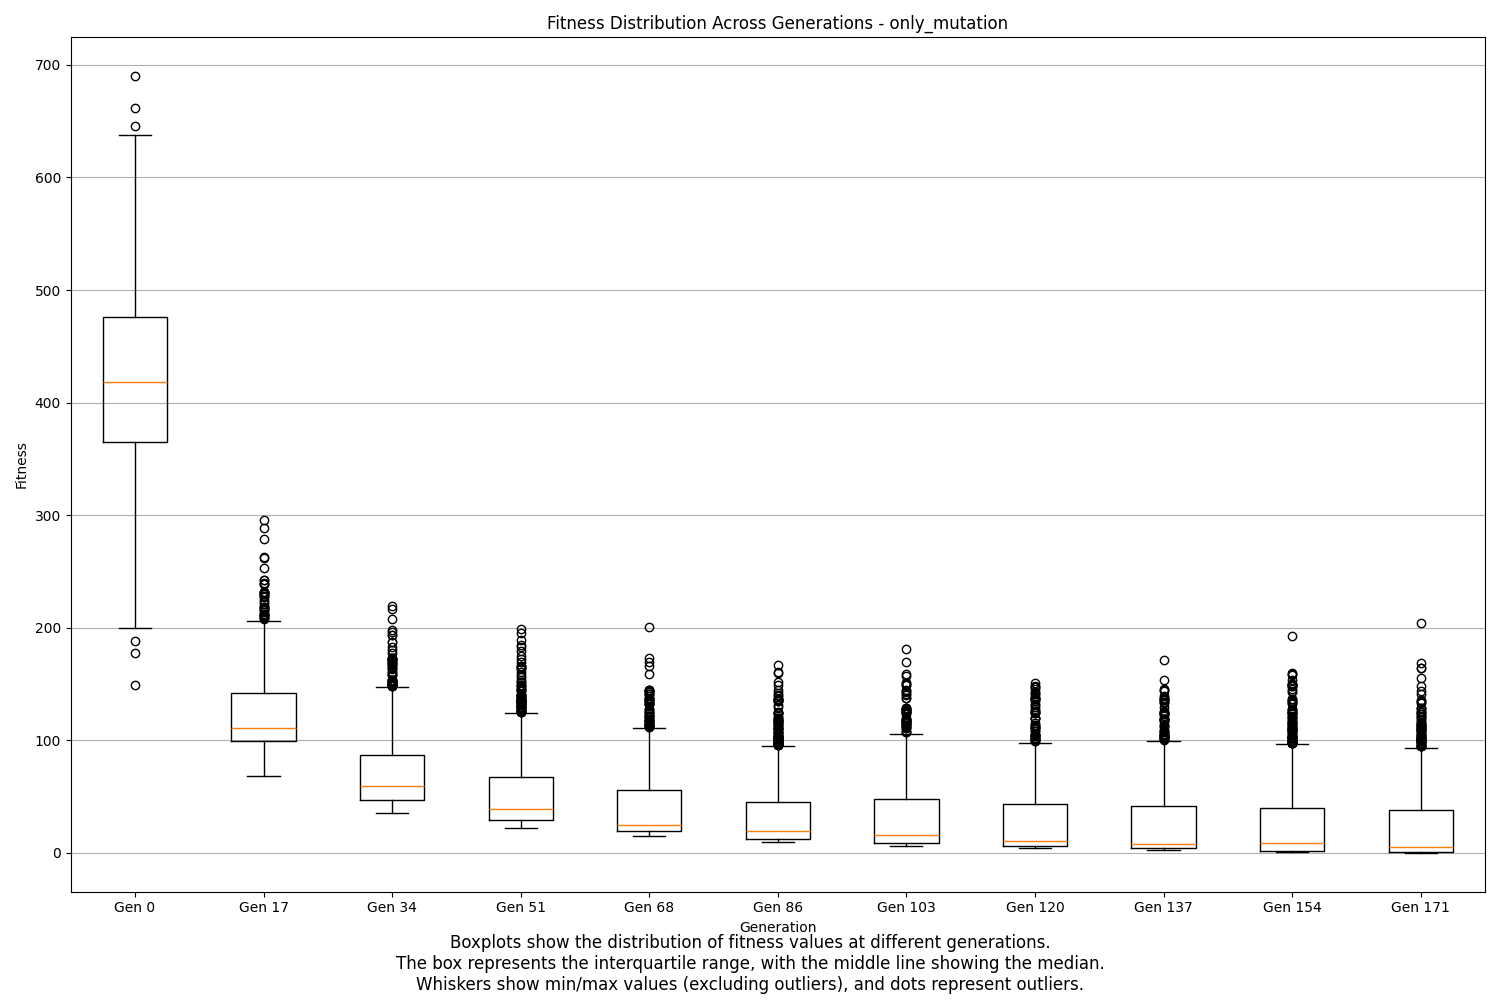 Fitness Distribution Across Generations - only_mutation
700
600
500
400
300
200
100
0
Fitness
Gen 0 Gen 17 Gen 34 Gen 51 Gen 68 Gen 86 Gen 103 Gen 120 Gen 137 Gen 154 Gen 171
Generation
Boxplots show the distribution of fitness values at different generations.
The box represents the interquartile range, with the middle line showing the median.
Whiskers show min/max values (excluding outliers), and dots represent outliers.